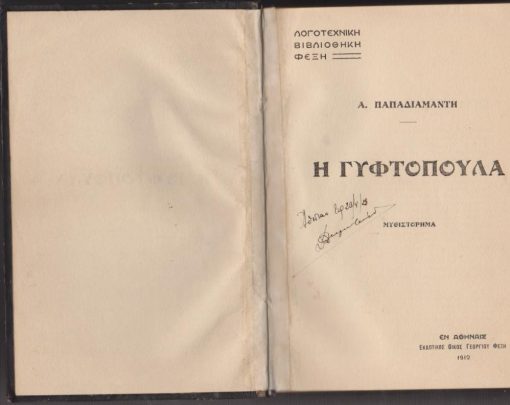 ΛΟΓΟΤΕΧΝΙΚΗ
ΒΙΒΛΙΟΘΗΚΗ
ΦΕΞΗ
Α. ΠΑΠΑΔΙΑΜΑΝΤΗ
Η ΓΥΦΤΟΠΟΥΛΑ
ΜΥΘΙΣΤΟΡΗΜΑ
ΕΝ ΑΘΗΝΑΙΣ
ΕΚΔΟΤΙΚΟΣ ΟΙΚΟΣ ΓΕΩΡΓΙΟΥ ΦΕΞΗ
1912